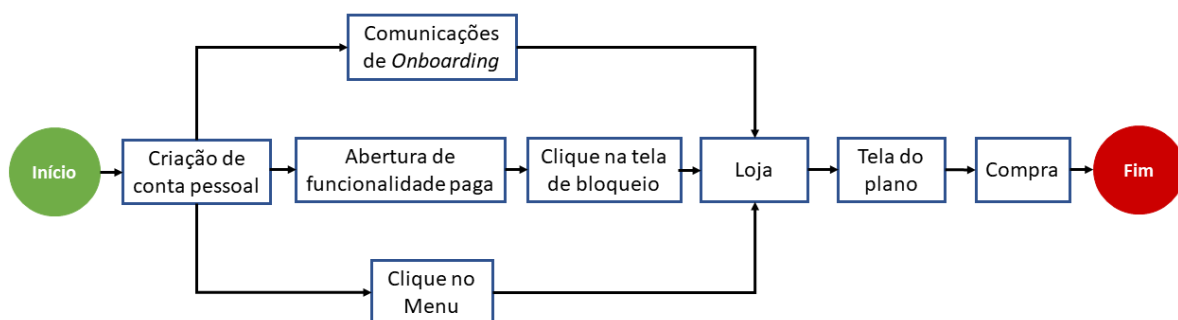 Comunicações
de Onboarding
Início
Criação de
conta pessoal
Abertura de
funcionalidade paga
Clique na tela
de bloqueio
Loja
Tela do
plano
Compra
Fim
Clique no
Menu